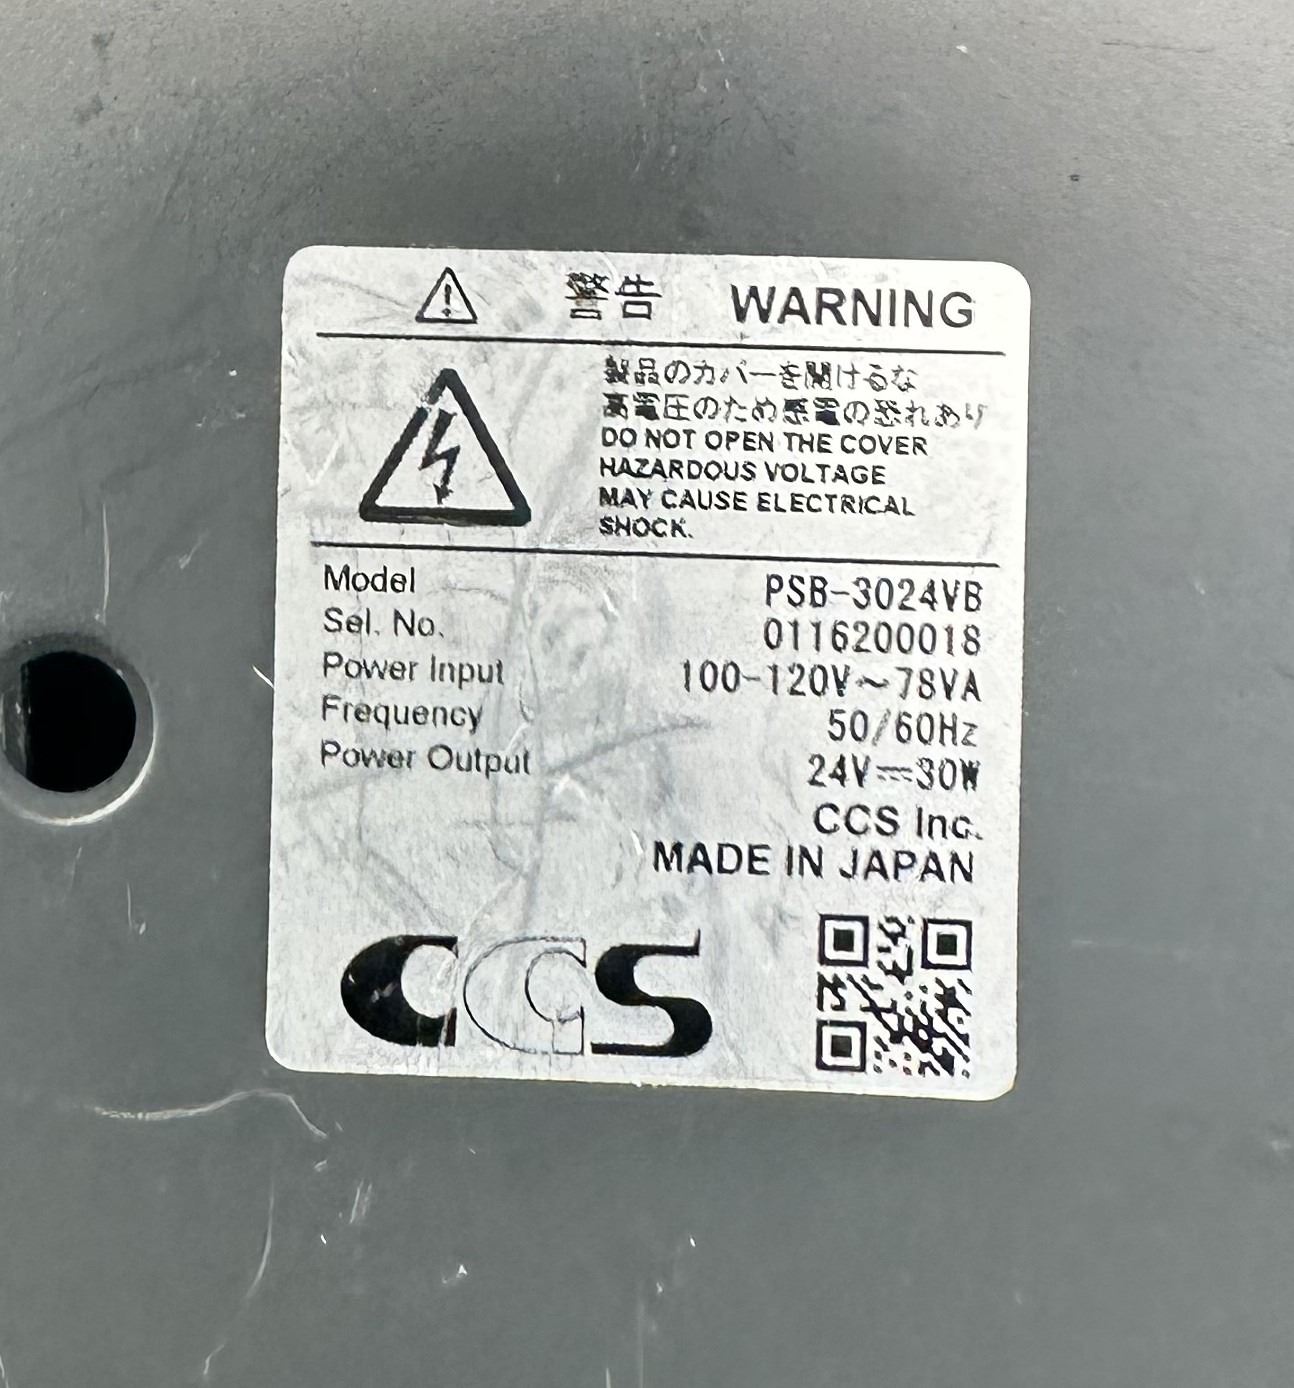 警告 WARNING
製品のカバーを開けるな
高電圧のため感電の恐れあり
DO NOT OPEN THE COVER
HAZARDOUS VOLTAGE
MAY CAUSE ELECTRICAL
SHOCK.
Model PSB-3024VB
Sel. No. 0116200018
Power Input 100-120V～78VA
Frequency 50/60Hz
Power Output 24V⎓30W
CCS Inc.
MADE IN JAPAN
CCS